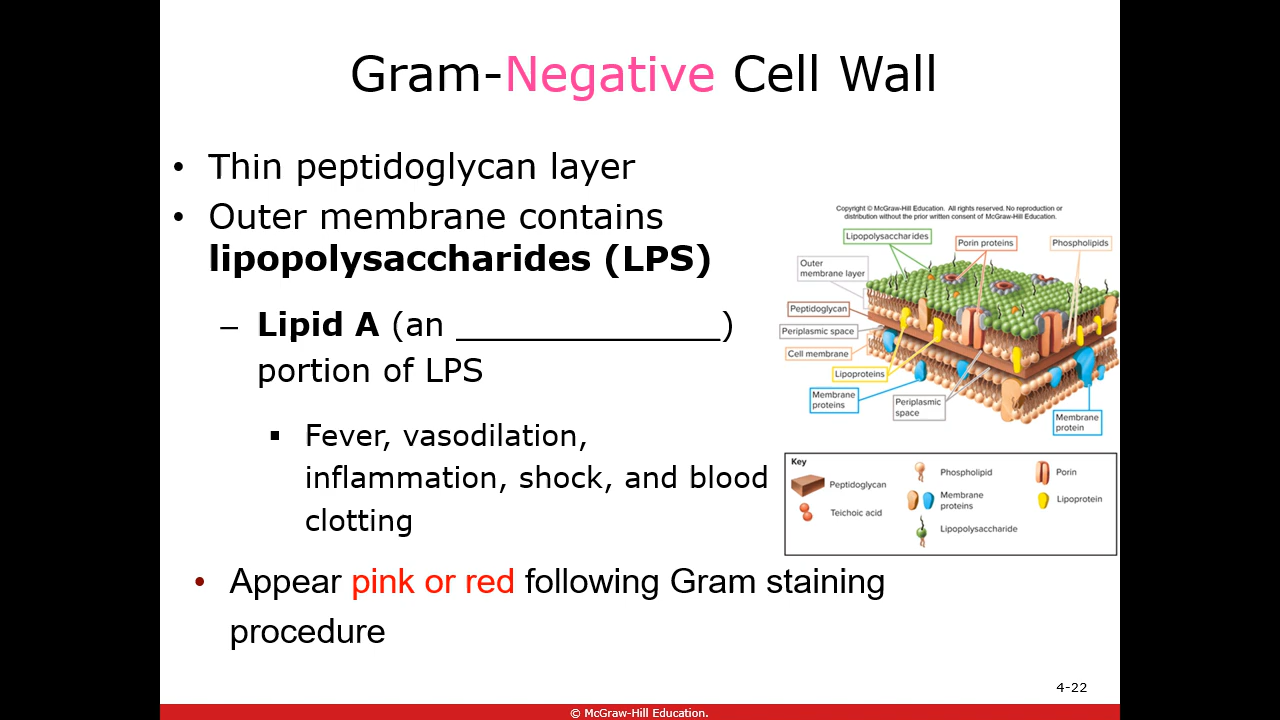 Gram-Negative Cell Wall
• Thin peptidoglycan layer
• Outer membrane contains
lipopolysaccharides (LPS)
– Lipid A (an ______________)
portion of LPS
▪ Fever, vasodilation,
inflammation, shock, and blood
clotting
• Appear pink or red following Gram staining
procedure
Copyright © McGraw-Hill Education. All rights reserved. No reproduction or
distribution without the prior written consent of McGraw-Hill Education.
Lipopolysaccharides
Porin proteins
Phospholipids
Outer
membrane layer
Peptidoglycan
Periplasmic space
Cell membrane
Lipoproteins
Membrane
proteins
Periplasmic
space
Membrane
protein
Key
Peptidoglycan
Teichoic acid
Phospholipid
Membrane
proteins
Lipopolysaccharide
Porin
Lipoprotein
4-22
© McGraw-Hill Education.